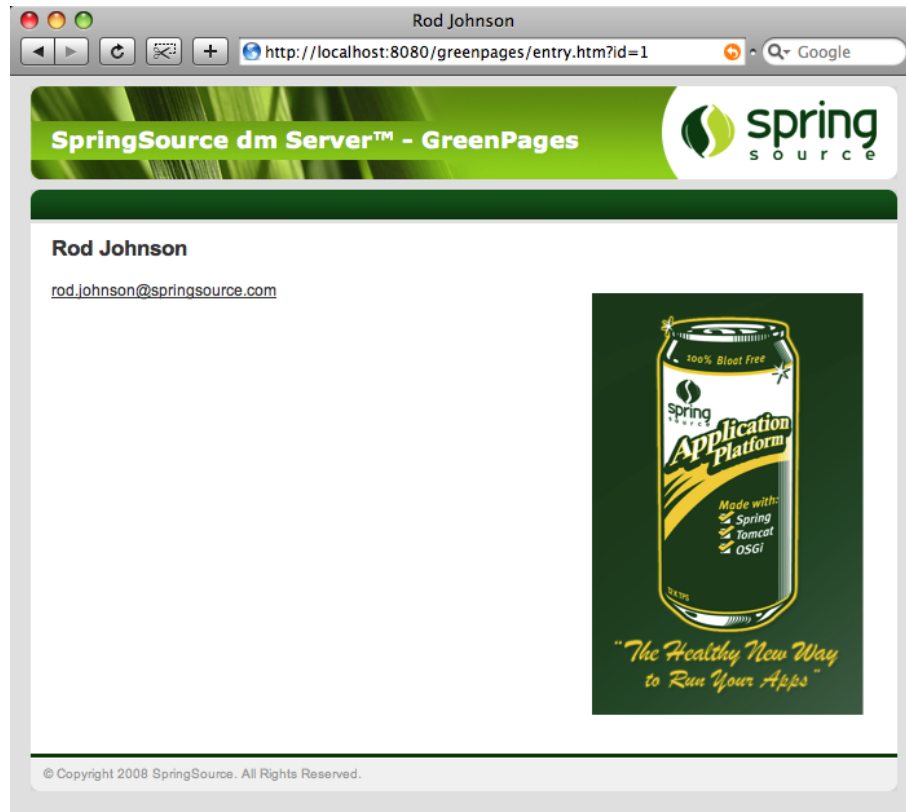 Rod Johnson
http://localhost:8080/greenpages/entry.htm?id=1
Google
SpringSource dm Server™ - GreenPages
spring
source
Rod Johnson
rod.johnson@springsource.com
100% Bloat Free
spring
source
Application
Platform
Made with:
Spring
Tomcat
OSGi
"The Healthy New Way
to Run Your Apps"
© Copyright 2008 SpringSource. All Rights Reserved.